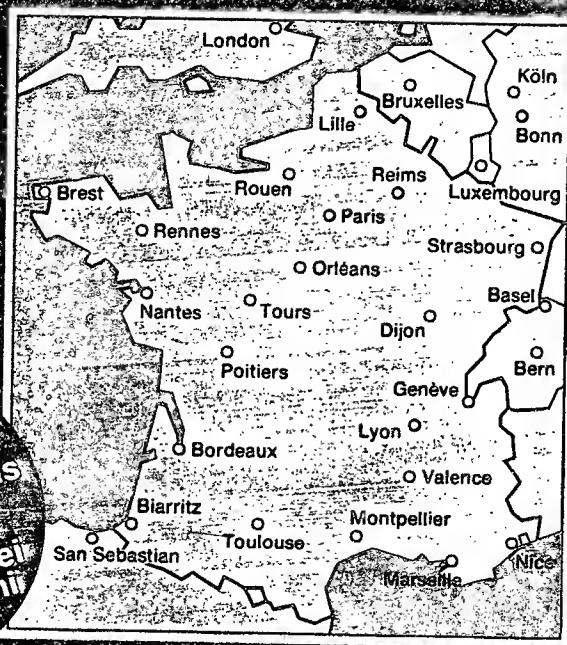 London
Köln
Bruxelles
Lille
Bonn
Rouen
Reims
Luxembourg
Brest
Paris
Rennes
Strasbourg
Orléans
Basel
Nantes
Tours
Dijon
Poitiers
Bern
Genève
Lyon
Bordeaux
Valence
Biarritz
Montpellier
San Sebastian
Toulouse
Nice
Marseille